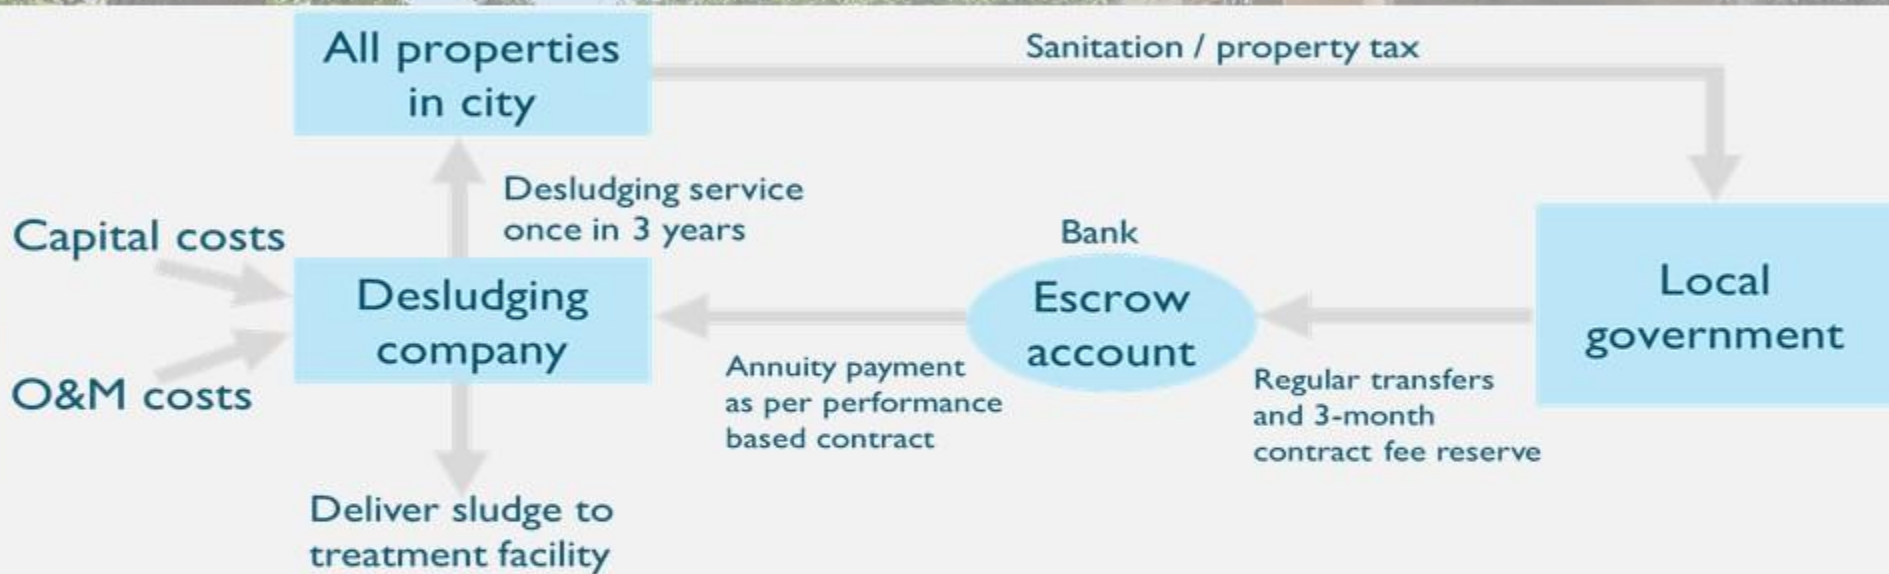 All properties
in city
Sanitation / property tax
Desludging service
once in 3 years
Capital costs
Bank
Desludging
company
Escrow
account
Local
government
O&M costs
Annuity payment
as per performance
based contract
Regular transfers
and 3-month
contract fee reserve
Deliver sludge to
treatment facility